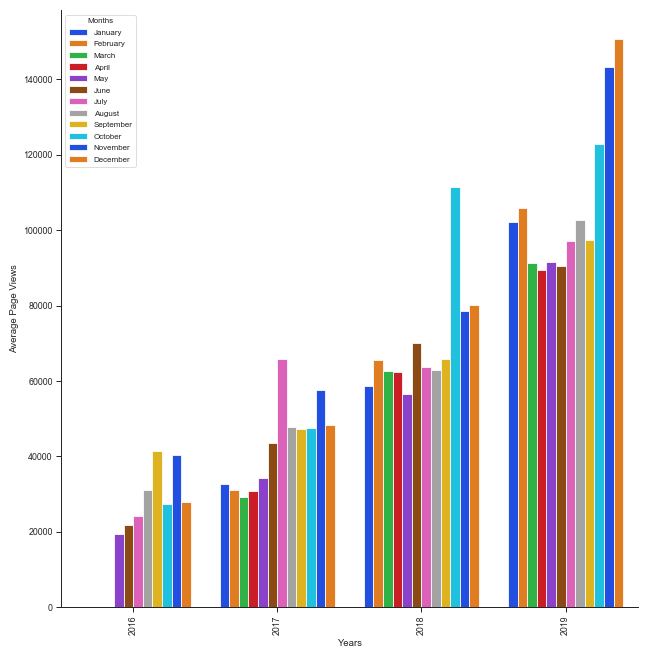 Months
January
February
March
April
May
June
July
August
September
October
November
December
140000
120000
100000
80000
60000
40000
20000
0
Average Page Views
2016
2017
2018
2019
Years